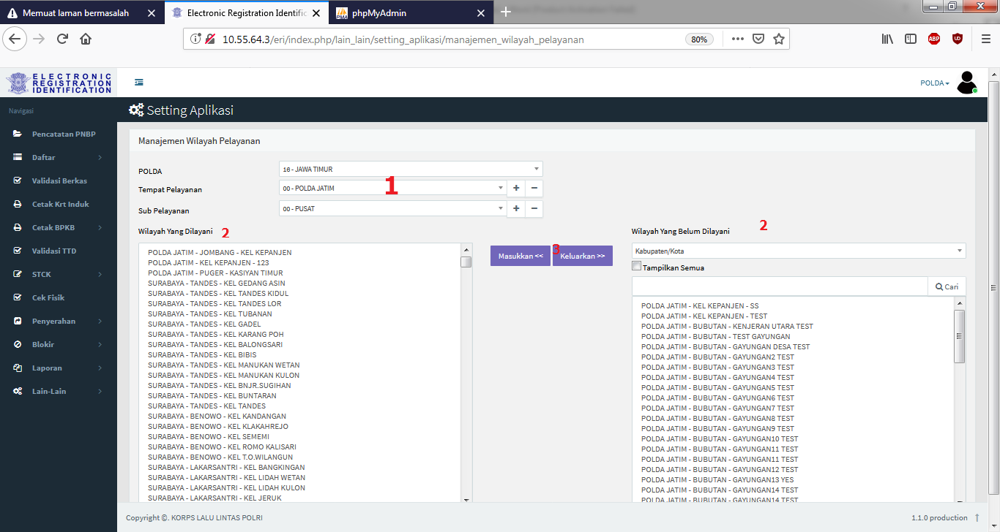 Memuat laman bermasalah
Electronic Registration Identific
phpMyAdmin
10.55.64.3/eri/index.php/lain_lain/setting_aplikasi/manajemen_wilayah_pelayanan
80%
ABP
ELECTRONIC
REGISTRATION
IDENTIFICATION
POLDA
Navigasi
Pencatatan PNBP
Daftar
Validasi Berkas
Cetak Krt Induk
Cetak BPKB
Validasi TTD
STCK
Cek Fisik
Penyerahan
Blokir
Laporan
Lain-Lain
Setting Aplikasi
Manajemen Wilayah Pelayanan
POLDA
16 - JAWA TIMUR
Tempat Pelayanan
00 - POLDA JATIM
1
Sub Pelayanan
00 - PUSAT
Wilayah Yang Dilayani
2
POLDA JATIM - JOMBANG - KEL KEPANJEN
POLDA JATIM - KEL KEPANJEN - 123
POLDA JATIM - PUGER - KASIYAN TIMUR
SURABAYA - TANDES - KEL GEDANG ASIN
SURABAYA - TANDES - KEL TANDES KIDUL
SURABAYA - TANDES - KEL TANDES LOR
SURABAYA - TANDES - KEL TUBANAN
SURABAYA - TANDES - KEL GADEL
SURABAYA - TANDES - KEL KARANG POH
SURABAYA - TANDES - KEL BALONGSARI
SURABAYA - TANDES - KEL BIBIS
SURABAYA - TANDES - KEL MANUKAN WETAN
SURABAYA - TANDES - KEL MANUKAN KULON
SURABAYA - TANDES - KEL BNJR.SUGIHAN
SURABAYA - TANDES - KEL BUNTARAN
SURABAYA - TANDES - KEL TANDES
SURABAYA - BENOWO - KEL KANDANGAN
SURABAYA - BENOWO - KEL KLAKAHREJO
SURABAYA - BENOWO - KEL SEMEMI
SURABAYA - BENOWO - KEL ROMO KALISARI
SURABAYA - BENOWO - KEL T.O.WILANGUN
SURABAYA - LAKARSANTRI - KEL BANGKINGAN
SURABAYA - LAKARSANTRI - KEL LIDAH WETAN
SURABAYA - LAKARSANTRI - KEL LIDAH KULON
SURABAYA - LAKARSANTRI - KEL JERUK
Masukkan <<
3
Keluarkan >>
Wilayah Yang Belum Dilayani
2
Kabupaten/Kota
Tampilkan Semua
Cari
POLDA JATIM - KEL KEPANJEN - SS
POLDA JATIM - KEL KEPANJEN - TEST
POLDA JATIM - BUBUTAN - KENJERAN UTARA TEST
POLDA JATIM - BUBUTAN - TEST GAYUNGAN
POLDA JATIM - BUBUTAN - GAYUNGAN DESA TEST
POLDA JATIM - BUBUTAN - GAYUNGAN2 TEST
POLDA JATIM - BUBUTAN - GAYUNGAN3 TEST
POLDA JATIM - BUBUTAN - GAYUNGAN4 TEST
POLDA JATIM - BUBUTAN - GAYUNGAN5 TEST
POLDA JATIM - BUBUTAN - GAYUNGAN6 TEST
POLDA JATIM - BUBUTAN - GAYUNGAN7 TEST
POLDA JATIM - BUBUTAN - GAYUNGAN8 TEST
POLDA JATIM - BUBUTAN - GAYUNGAN9 TEST
POLDA JATIM - BUBUTAN - GAYUNGAN10 TEST
POLDA JATIM - BUBUTAN - GAYUNGAN11 TEST
POLDA JATIM - BUBUTAN - GAYUNGAN11 TEST
POLDA JATIM - BUBUTAN - GAYUNGAN12 TEST
POLDA JATIM - BUBUTAN - GAYUNGAN13 YES
POLDA JATIM - BUBUTAN - GAYUNGAN14 TEST
POLDA JATIM - BUBUTAN - GAYUNGAN14 TEST
Copyright ©. KORPS LALU LINTAS POLRI
1.1.0 production